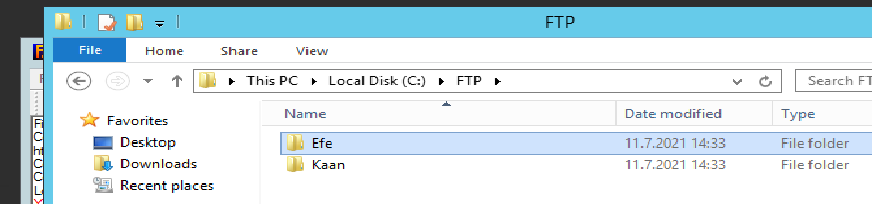 FTP
File Home Share View
This PC Local Disk (C:) FTP Search FT
Favorites
Desktop
Downloads
Recent places
Name Date modified Type
Efe 11.7.2021 14:33 File folder
Kaan 11.7.2021 14:33 File folder